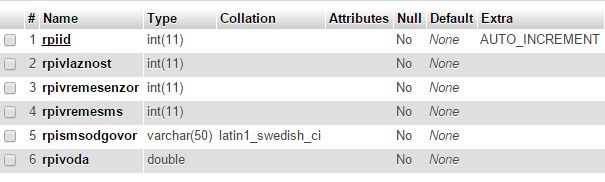 # Name Type Collation Attributes Null Default Extra
1 rpiid int(11) No None AUTO_INCREMENT
2 rpivlaznost int(11) No None
3 rpivremesenzor int(11) No None
4 rpivremesms int(11) No None
5 rpismsodgovor varchar(50) latin1_swedish_ci No None
6 rpivoda double No None